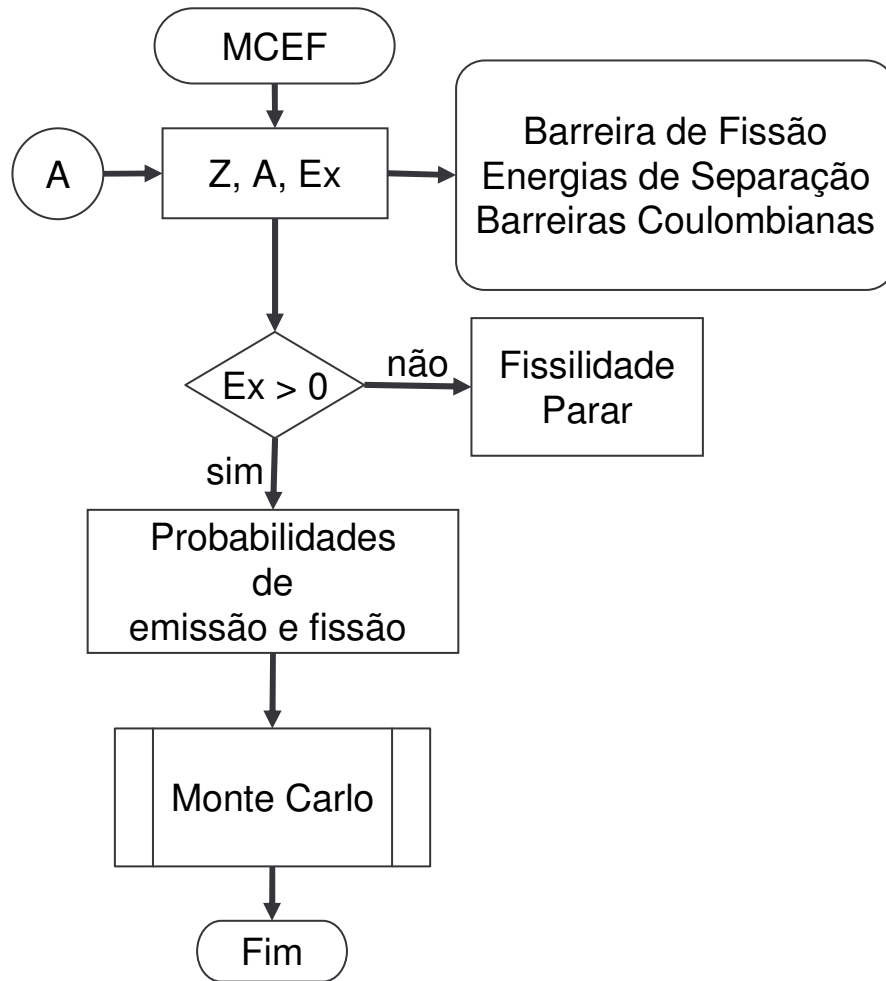 MCEF
A
Z, A, Ex
Barreira de Fissão
Energias de Separação
Barreiras Coulombianas
Ex > 0
não
Fissilidade
Parar
sim
Probabilidades
de
emissão e fissão
Monte Carlo
Fim